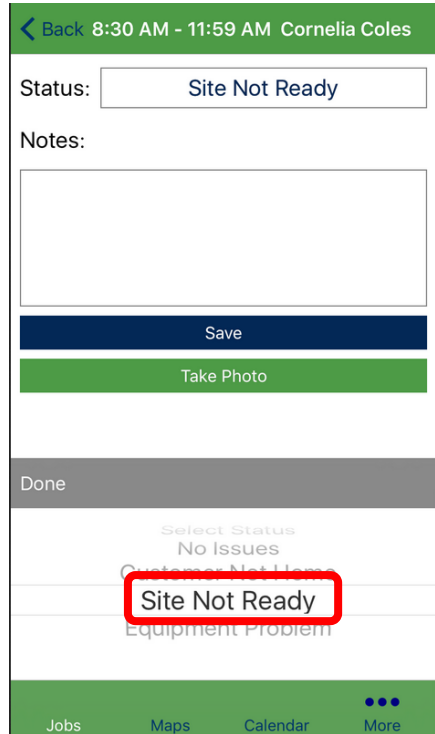 Back 8:30 AM - 11:59 AM Cornelia Coles
Status: Site Not Ready
Notes:
Save
Take Photo
Done
Select Status
No Issues
Customer Not Home
Site Not Ready
Equipment Problem
Jobs Maps Calendar More